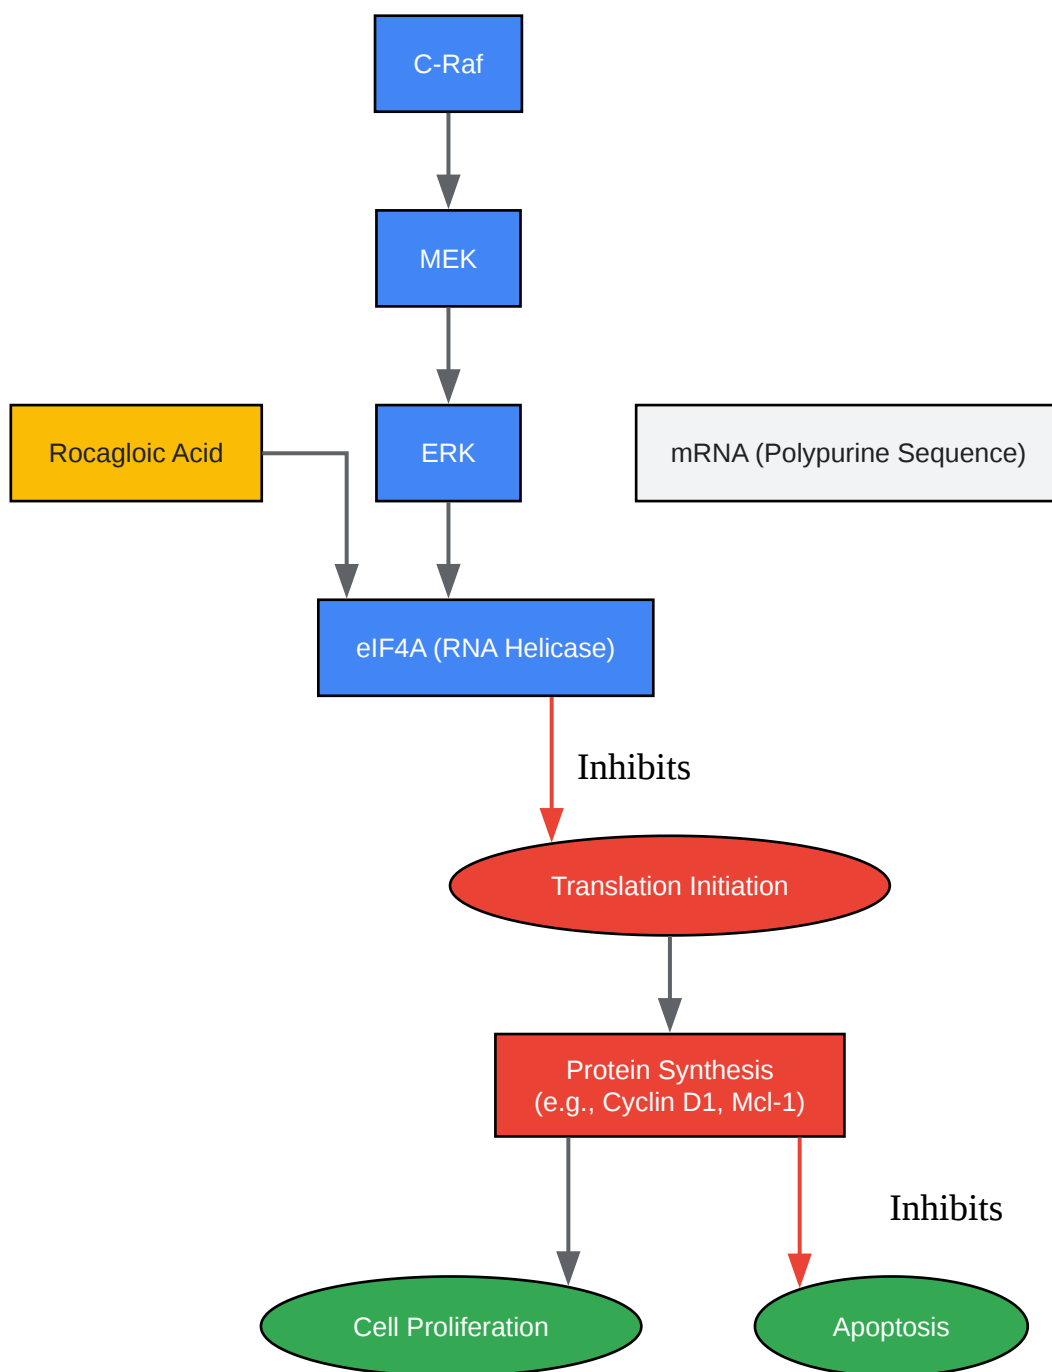 C-Raf
MEK
Rocagloic Acid
ERK
mRNA (Polypurine Sequence)
eIF4A (RNA Helicase)
Inhibits
Translation Initiation
Protein Synthesis
(e.g., Cyclin D1, Mcl-1)
Inhibits
Cell Proliferation
Apoptosis